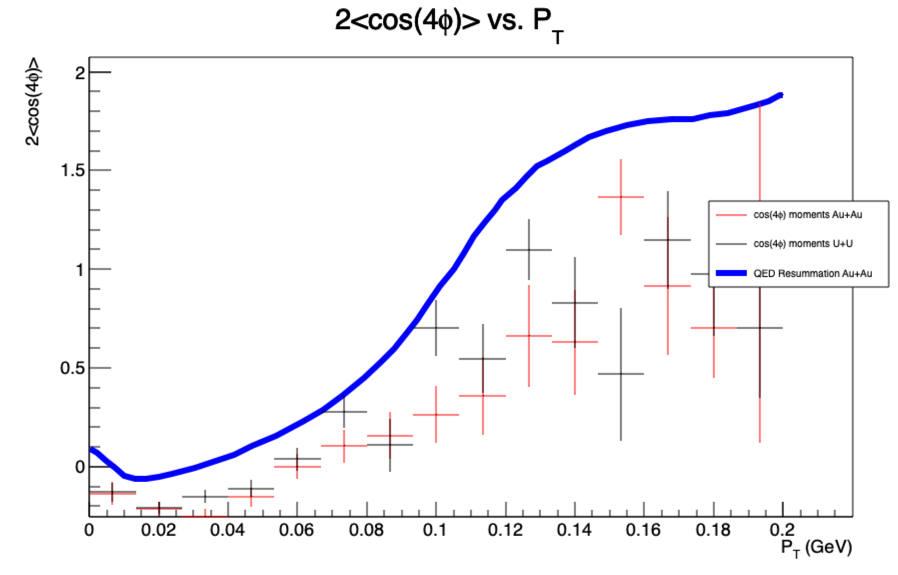 2<cos(4ϕ)> vs. P_T
2<cos(4ϕ)>
2
1.5
1
0.5
0
cos(4ϕ) moments Au+Au
cos(4ϕ) moments U+U
QED Resummation Au+Au
0 0.02 0.04 0.06 0.08 0.1 0.12 0.14 0.16 0.18 0.2
P_T (GeV)